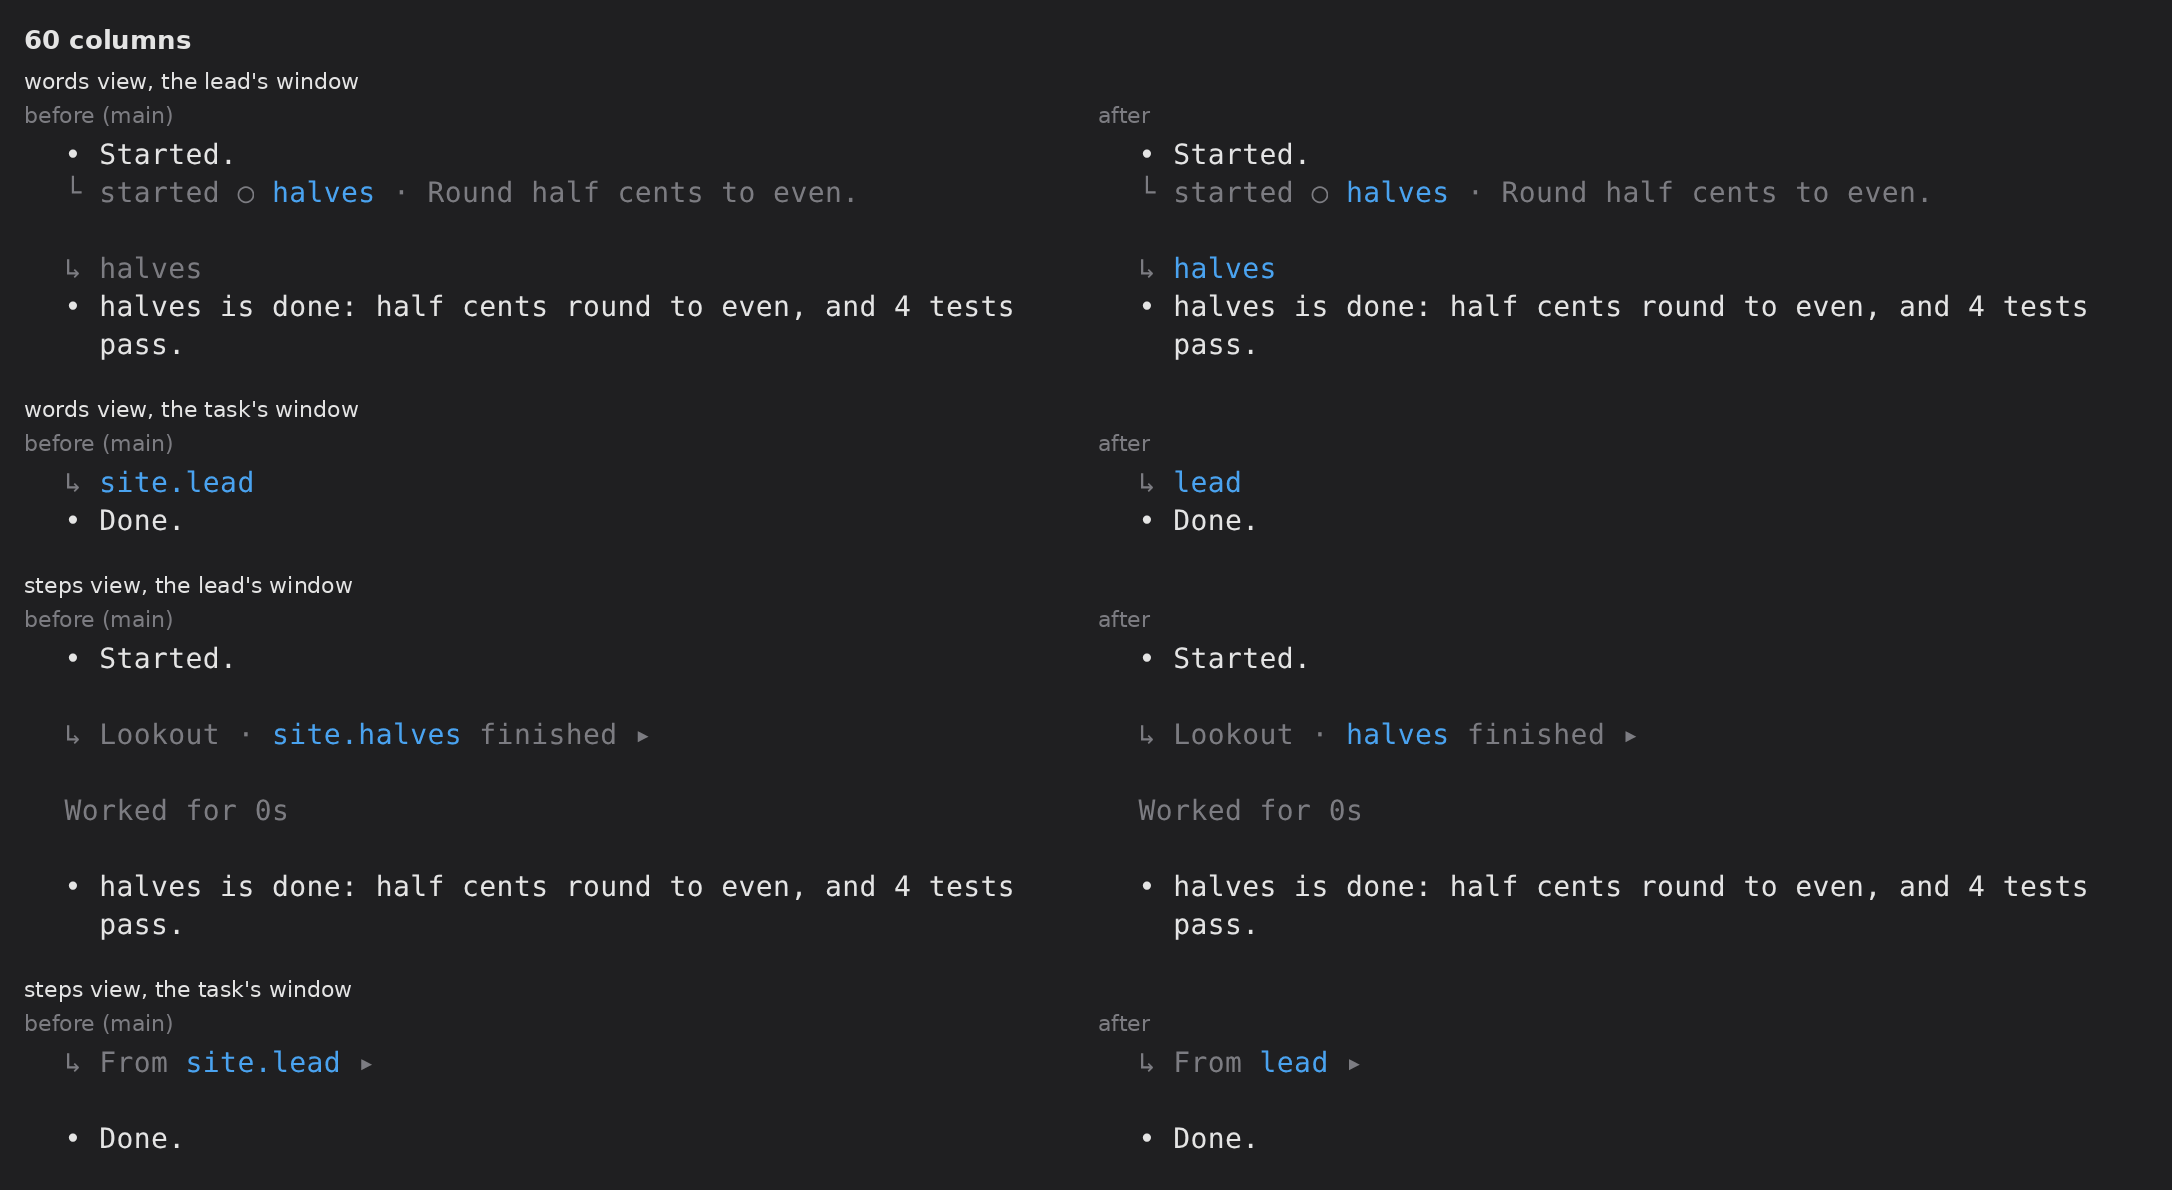 60 columns
words view, the lead's window
before (main)
• Started.
└ started ○ halves · Round half cents to even.
↳ halves
• halves is done: half cents round to even, and 4 tests
pass.
after
• Started.
└ started ○ halves · Round half cents to even.
↳ halves
• halves is done: half cents round to even, and 4 tests
pass.
words view, the task's window
before (main)
↳ site.lead
• Done.
after
↳ lead
• Done.
steps view, the lead's window
before (main)
• Started.
↳ Lookout · site.halves finished ▸
Worked for 0s
• halves is done: half cents round to even, and 4 tests
pass.
after
• Started.
↳ Lookout · halves finished ▸
Worked for 0s
• halves is done: half cents round to even, and 4 tests
pass.
steps view, the task's window
before (main)
↳ From site.lead ▸
• Done.
after
↳ From lead ▸
• Done.